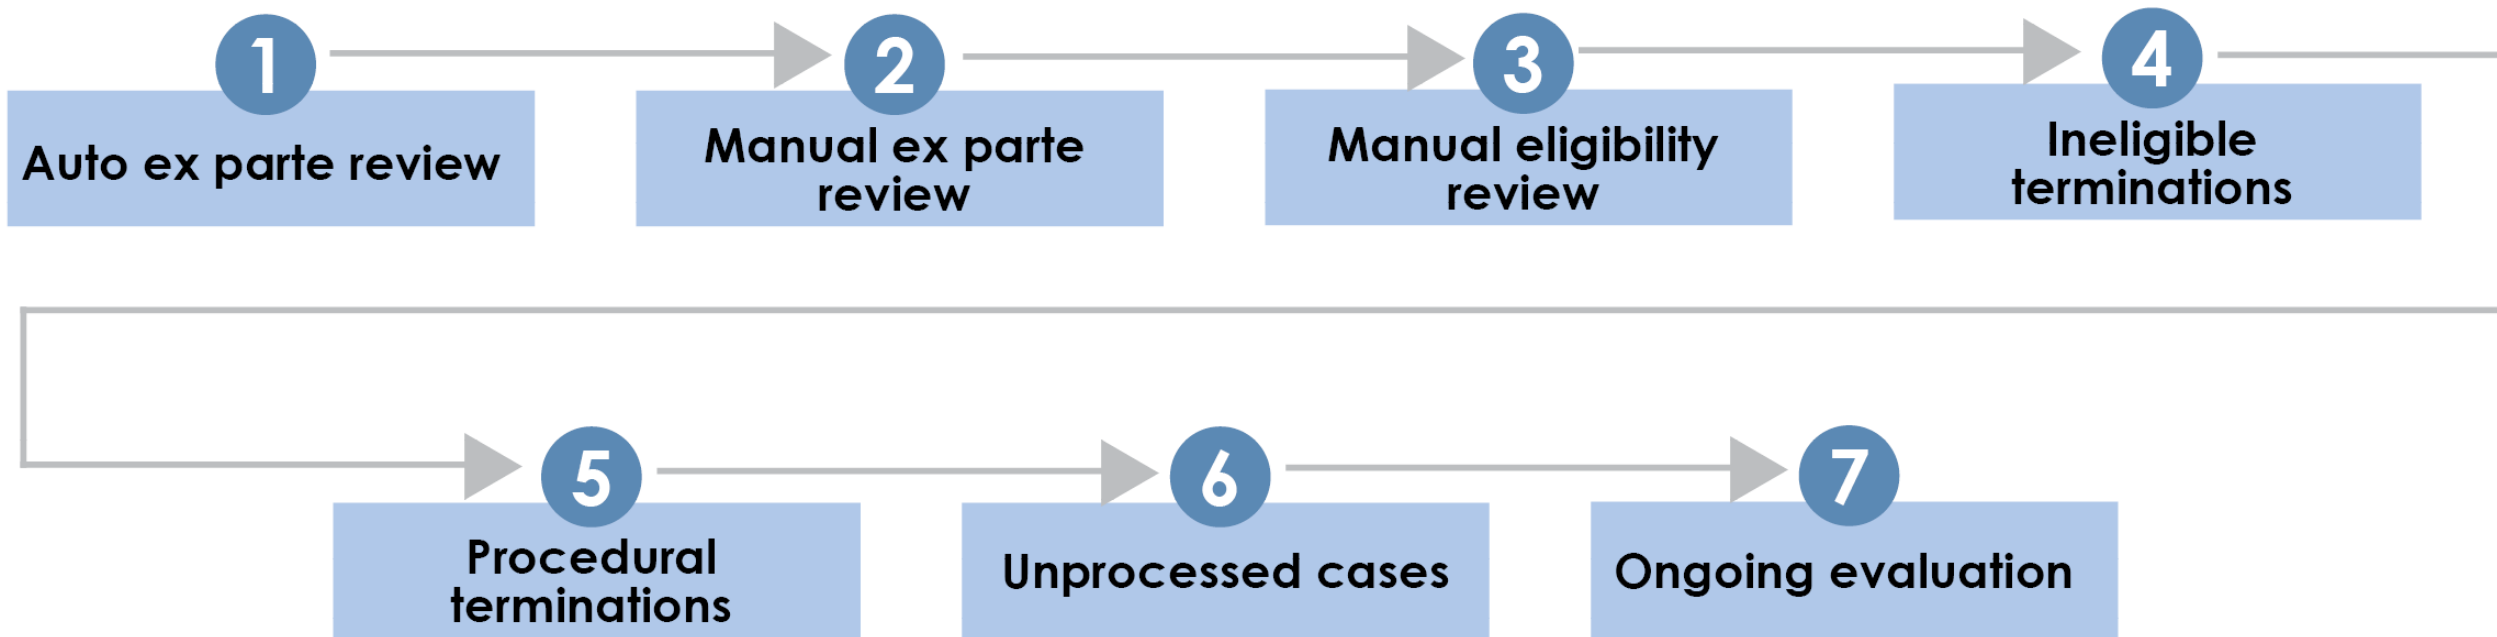 1
Auto ex parte review
2
Manual ex parte
review
3
Manual eligibility
review
4
Ineligible
terminations
5
Procedural
terminations
6
Unprocessed cases
7
Ongoing evaluation